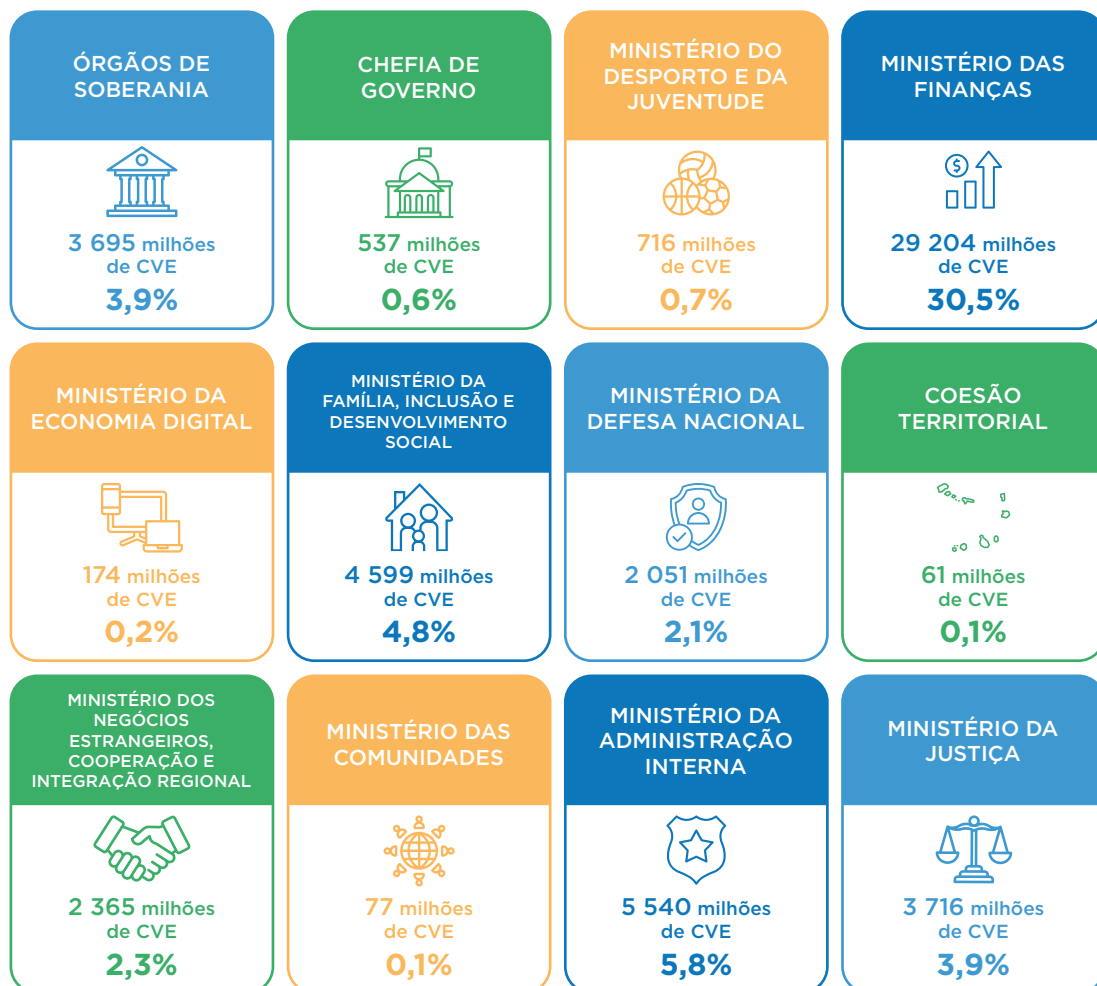 ÓRGÃOS DE
SOBERANIA
3 695 milhões
de CVE
3,9%
CHEFIA DE
GOVERNO
537 milhões
de CVE
0,6%
MINISTÉRIO DO
DESPORTO E DA
JUVENTUDE
716 milhões
de CVE
0,7%
MINISTÉRIO DAS
FINANÇAS
$
29 204 milhões
de CVE
30,5%
MINISTÉRIO DA
ECONOMIA DIGITAL
174 milhões
de CVE
0,2%
MINISTÉRIO DA
FAMÍLIA, INCLUSÃO E
DESENVOLVIMENTO
SOCIAL
4 599 milhões
de CVE
4,8%
MINISTÉRIO DA
DEFESA NACIONAL
2 051 milhões
de CVE
2,1%
COESÃO
TERRITORIAL
61 milhões
de CVE
0,1%
MINISTÉRIO DOS
NEGÓCIOS
ESTRANGEIROS,
COOPERAÇÃO E
INTEGRAÇÃO REGIONAL
2 365 milhões
de CVE
2,3%
MINISTÉRIO DAS
COMUNIDADES
77 milhões
de CVE
0,1%
MINISTÉRIO DA
ADMINISTRAÇÃO
INTERNA
5 540 milhões
de CVE
5,8%
MINISTÉRIO DA
JUSTIÇA
3 716 milhões
de CVE
3,9%